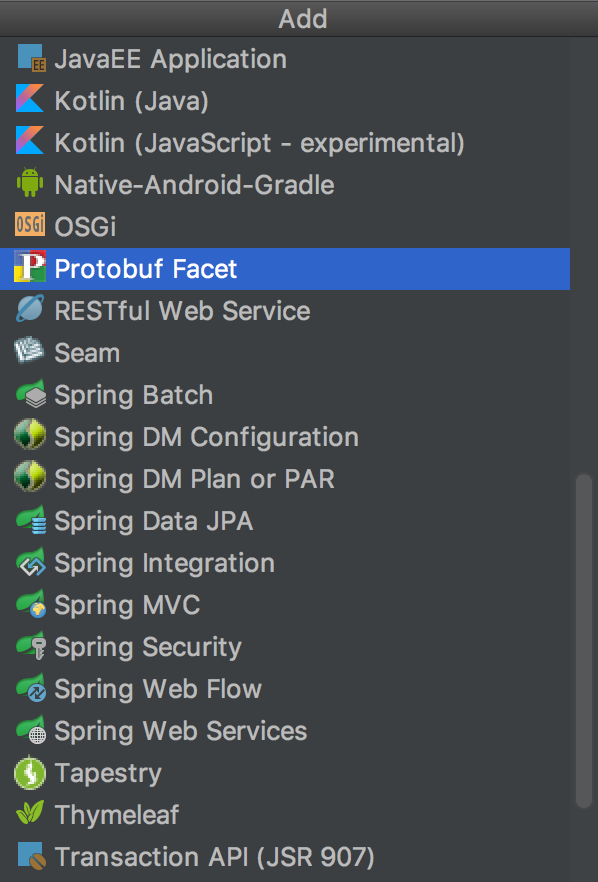 Add
EE JavaEE Application
Kotlin (Java)
Kotlin (JavaScript - experimental)
Native-Android-Gradle
OSGi OSGi
P Protobuf Facet
RESTful Web Service
Seam
Spring Batch
Spring DM Configuration
Spring DM Plan or PAR
Spring Data JPA
Spring Integration
Spring MVC
Spring Security
Spring Web Flow
Spring Web Services
Tapestry
Thymeleaf
Transaction API (JSR 907)